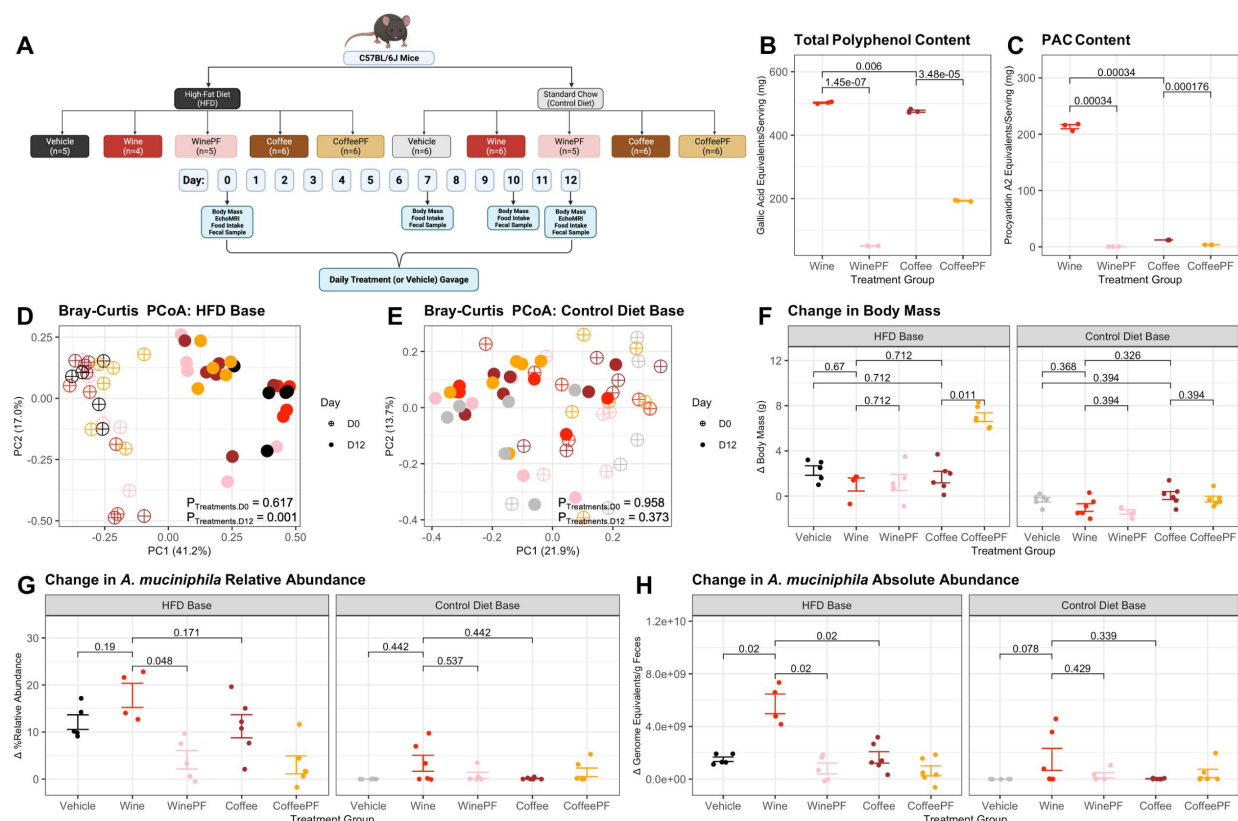 A
C57BL/6J Mice
High-Fat Diet
(HFD)
Standard Chow
(Control Diet)
Vehicle
(n=5)
Wine
(n=4)
WinePF
(n=5)
Coffee
(n=6)
CoffeePF
(n=6)
Vehicle
(n=6)
Wine
(n=6)
WinePF
(n=5)
Coffee
(n=6)
CoffeePF
(n=6)
Day: 0 1 2 3 4 5 6 7 8 9 10 11 12
Body Mass
EchoMRI
Food Intake
Fecal Sample
Body Mass
Food Intake
Fecal Sample
Body Mass
Food Intake
Fecal Sample
Body Mass
EchoMRI
Food Intake
Fecal Sample
Daily Treatment (or Vehicle) Gavage
B Total Polyphenol Content
Gallic Acid Equivalents/Serving (mg)
600
400
200
0.006
1.45e-07
3.48e-05
Wine WinePF Coffee CoffeePF
Treatment Group
C PAC Content
Procyanidin A2 Equivalents/Serving (mg)
300
200
100
0
0.00034
0.00034
0.000176
Wine WinePF Coffee CoffeePF
Treatment Group
D Bray-Curtis PCoA: HFD Base
PC2 (17.0%)
0.25
0.00
-0.25
-0.50
PTreatments.D0 = 0.617
PTreatments.D12 = 0.001
-0.50 -0.25 0.00 0.25 0.50
PC1 (41.2%)
Day
D0
D12
E Bray-Curtis PCoA: Control Diet Base
PC2 (13.7%)
0.2
0.0
-0.2
-0.4
PTreatments.D0 = 0.958
PTreatments.D12 = 0.373
-0.4 -0.2 0.0 0.2
PC1 (21.9%)
Day
D0
D12
F Change in Body Mass
HFD Base Control Diet Base
Δ Body Mass (g)
12
8
4
0
0.712
0.67
0.712
0.011
0.712
0.326
0.368
0.394
0.394
0.394
Vehicle Wine WinePF Coffee CoffeePF Vehicle Wine WinePF Coffee CoffeePF
Treatment Group
G Change in A. muciniphila Relative Abundance
HFD Base Control Diet Base
Δ %Relative Abundance
30
20
10
0
0.171
0.19
0.048
0.442
0.442
0.537
Vehicle Wine WinePF Coffee CoffeePF Vehicle Wine WinePF Coffee CoffeePF
Treatment Group
H Change in A. muciniphila Absolute Abundance
HFD Base Control Diet Base
Δ Genome Equivalents/g Feces
1.2e+10
8.0e+09
4.0e+09
0.0e+00
0.02
0.02
0.02
0.339
0.078
0.429
Vehicle Wine WinePF Coffee CoffeePF Vehicle Wine WinePF Coffee CoffeePF
Treatment Group